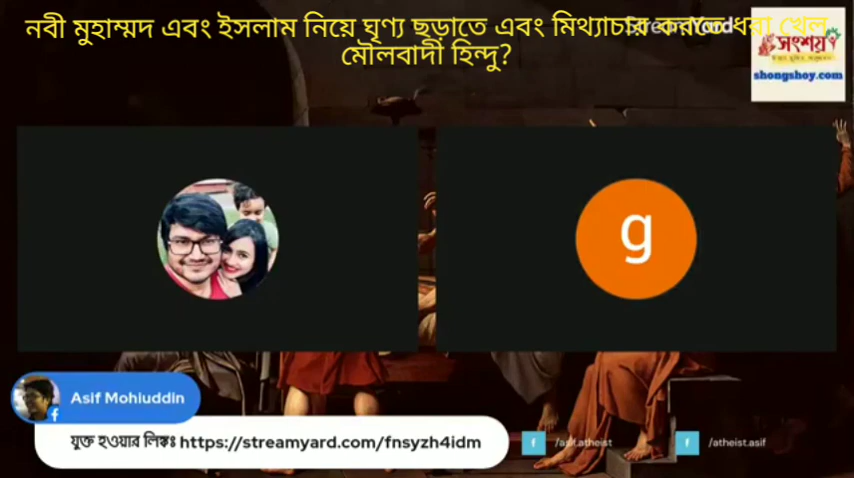 নবী মুহাম্মদ এবং ইসলাম নিয়ে ঘৃণ্য ছড়াতে এবং মিথ্যাচার করতে ধরা খেল
মৌলবাদী হিন্দু?
StreamYard
সংশয়
shongshoy.com
g
Asif Mohiuddin
যুক্ত হওয়ার লিঙ্কঃ https://streamyard.com/fnsyzh4idm
/asif.atheist
/atheist.asif